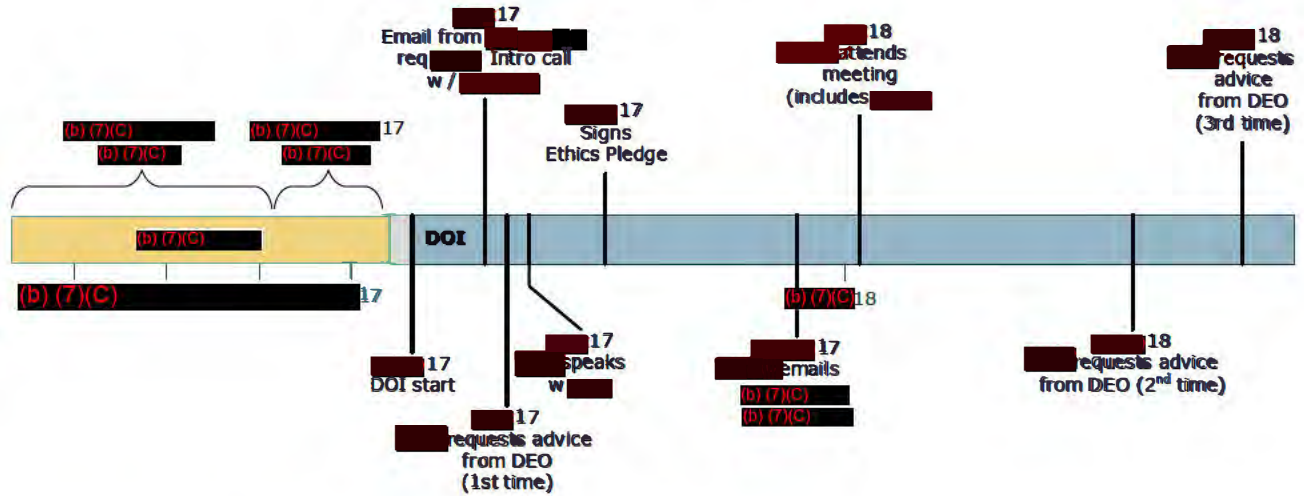 17
Email from
req Intro call
w /
17
Signs
Ethics Pledge
18
attends
meeting
(includes
18
requests
advice
from DEO
(3rd time)
(b) (7)(C)
(b) (7)(C)
(b) (7)(C) 17
(b) (7)(C)
(b) (7)(C)
DOI
(b) (7)(C) 17
17
DOI start
17
requests advice
from DEO
(1st time)
17
speaks
w
(b) (7)(C) 18
17
emails
(b) (7)(C)
(b) (7)(C)
18
requests advice
from DEO (2nd time)